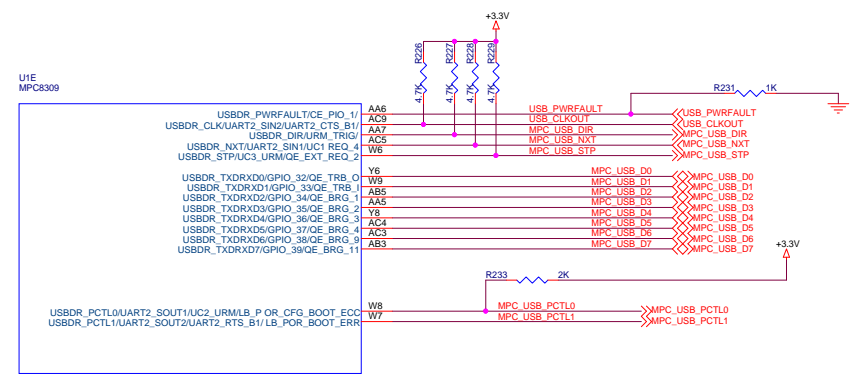 +3.3V
R226
R227
R228
R229
4.7K
4.7K
4.7K
4.7K
U1E
MPC8309
R231 1K
USBDR_PWRFAULT/CE_PIO_1/ AA6 USB_PWRFAULT USB_PWRFAULT
USBDR_CLK/UART2_SIN2/UART2_CTS_B1/ AC9 USB_CLKOUT USB_CLKOUT
USBDR_DIR/URM_TRIG/ AA7 MPC_USB_DIR MPC_USB_DIR
USBDR_NXT/UART2_SIN1/UC1 REQ_4 AC5 MPC_USB_NXT MPC_USB_NXT
USBDR_STP/UC3_URM/QE_EXT_REQ_2 W6 MPC_USB_STP MPC_USB_STP
USBDR_TXDRXD0/GPIO_32/QE_TRB_O Y6 MPC_USB_D0 MPC_USB_D0
USBDR_TXDRXD1/GPIO_33/QE_TRB_I W9 MPC_USB_D1 MPC_USB_D1
USBDR_TXDRXD2/GPIO_34/QE_BRG_1 AB5 MPC_USB_D2 MPC_USB_D2
USBDR_TXDRXD3/GPIO_35/QE_BRG_2 AA5 MPC_USB_D3 MPC_USB_D3
USBDR_TXDRXD4/GPIO_36/QE_BRG_3 Y8 MPC_USB_D4 MPC_USB_D4
USBDR_TXDRXD5/GPIO_37/QE_BRG_4 AC4 MPC_USB_D5 MPC_USB_D5
USBDR_TXDRXD6/GPIO_38/QE_BRG_9 AC3 MPC_USB_D6 MPC_USB_D6
USBDR_TXDRXD7/GPIO_39/QE_BRG_11 AB3 MPC_USB_D7 MPC_USB_D7
+3.3V
R233 2K
USBDR_PCTL0/UART2_SOUT1/UC2_URM/LB_P OR_CFG_BOOT_ECC W8 MPC_USB_PCTL0 MPC_USB_PCTL0
USBDR_PCTL1/UART2_SOUT2/UART2_RTS_B1/ LB_POR_BOOT_ERR W7 MPC_USB_PCTL1 MPC_USB_PCTL1